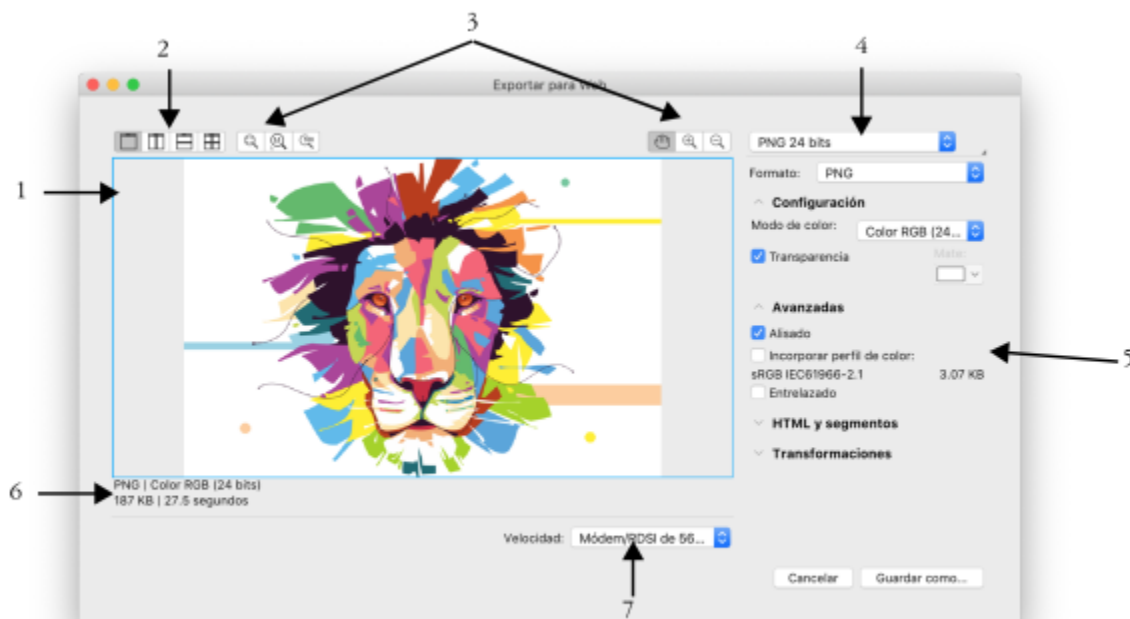 3
2
4
Exportar para Web
PNG 24 bits
1
Formato: PNG
Configuración
Modo de color: Color RGB (24...
Transparencia Mate:
Avanzadas
Alisado
Incorporar perfil de color:
5
sRGB IEC61966-2.1 3.07 KB
Entrelazado
HTML y segmentos
Transformaciones
6
PNG | Color RGB (24 bits)
187 KB | 27.5 segundos
Velocidad: Módem/RDSI de 56...
Cancelar Guardar como...
7